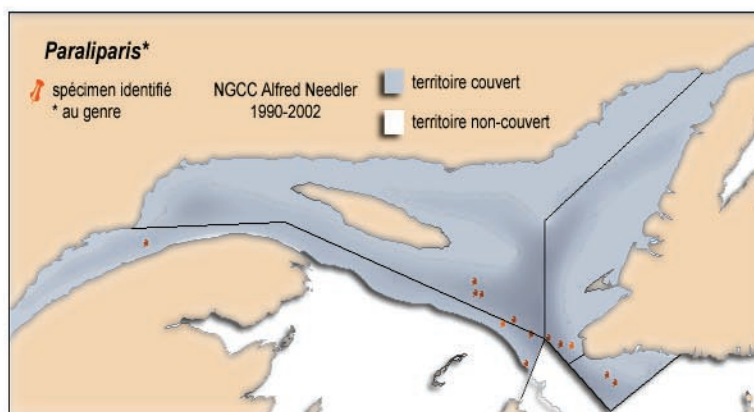 Paraliparis*
spécimen identifié
* au genre
NGCC Alfred Needler
1990-2002
territoire couvert
territoire non-couvert